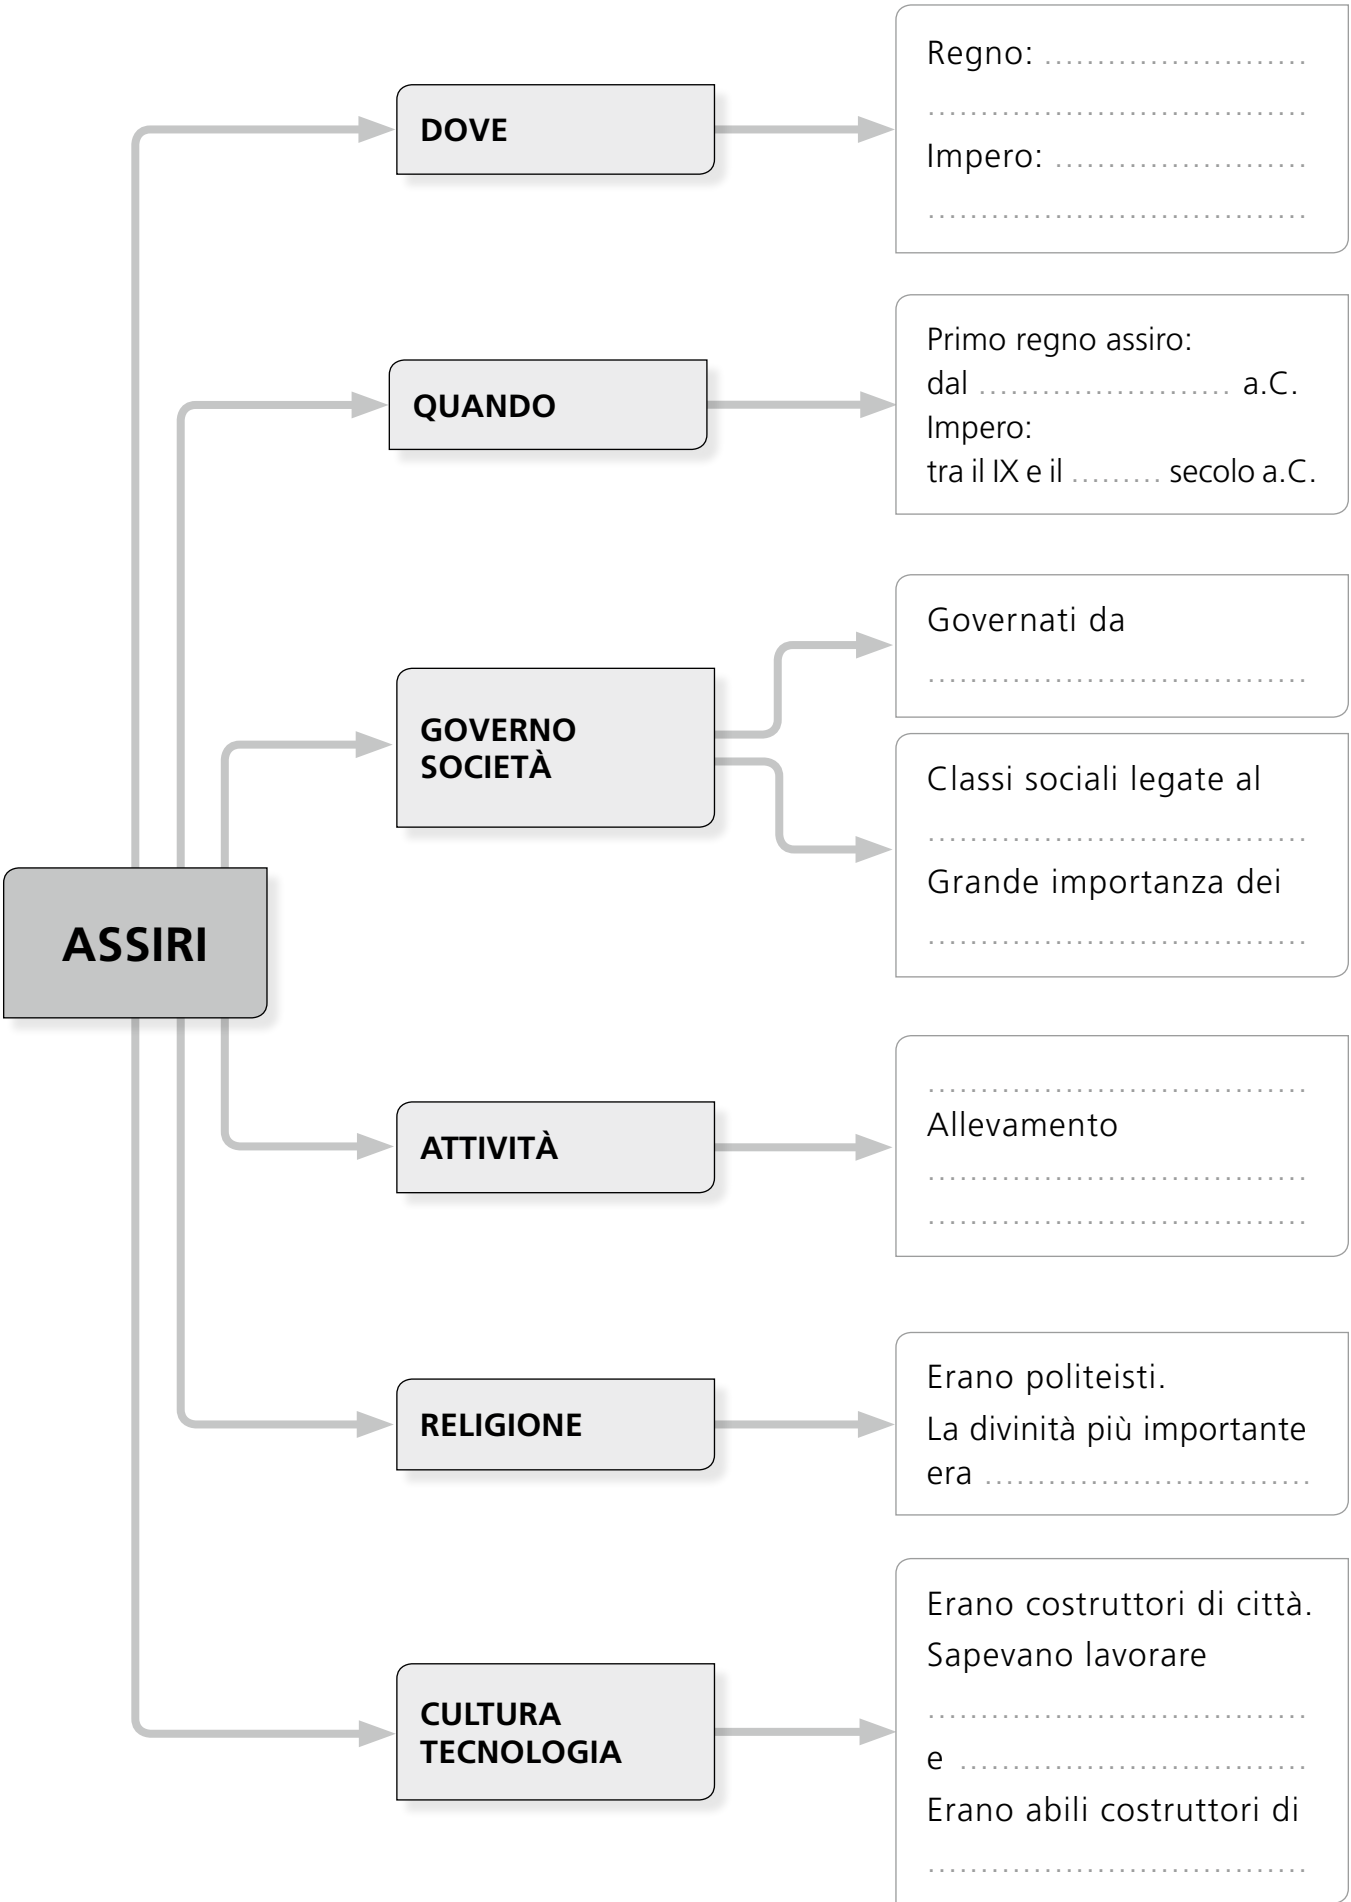 ASSIRI
DOVE
Regno: ........................
...................................
Impero: .......................
...................................
QUANDO
Primo regno assiro:
dal ....................... a.C.
Impero:
tra il IX e il ......... secolo a.C.
GOVERNO
SOCIETÀ
Governati da
...................................
Classi sociali legate al
...................................
Grande importanza dei
...................................
ATTIVITÀ
...................................
Allevamento
...................................
...................................
RELIGIONE
Erano politeisti.
La divinità più importante
era ..............................
CULTURA
TECNOLOGIA
Erano costruttori di città.
Sapevano lavorare
...................................
e ................................
Erano abili costruttori di
...................................